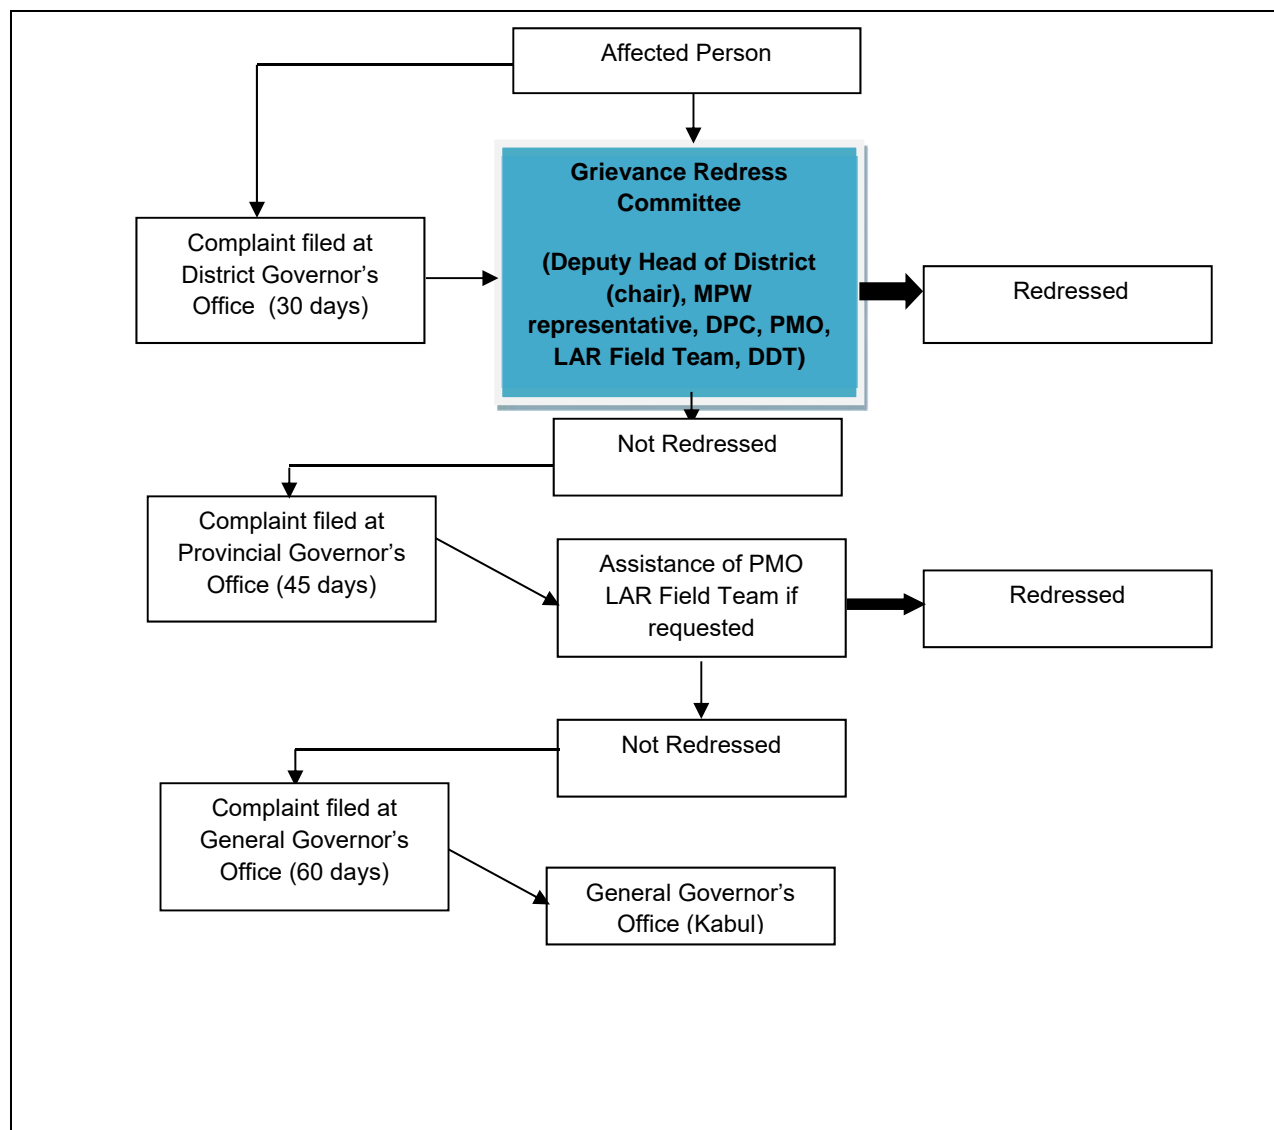 Affected Person
Grievance Redress
Committee
(Deputy Head of District
(chair), MPW
representative, DPC, PMO,
LAR Field Team, DDT)
Complaint filed at
District Governor’s
Office (30 days)
Redressed
Not Redressed
Complaint filed at
Provincial Governor’s
Office (45 days)
Assistance of PMO
LAR Field Team if
requested
Redressed
Not Redressed
Complaint filed at
General Governor’s
Office (60 days)
General Governor’s
Office (Kabul)